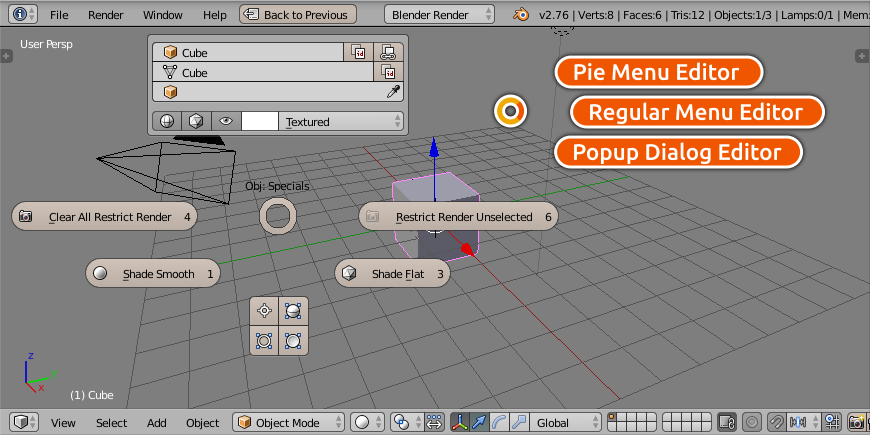 File Render Window Help Back to Previous Blender Render v2.76 | Verts:8 | Faces:6 | Tris:12 | Objects:1/3 | Lamps:0/1 | Mem:
User Persp
Cube
Cube
Textured
Pie Menu Editor
Regular Menu Editor
Popup Dialog Editor
Obj: Specials
Clear All Restrict Render 4
Restrict Render Unselected 6
Shade Smooth 1
Shade Flat 3
z
y
x
(1) Cube
View Select Add Object Object Mode Global